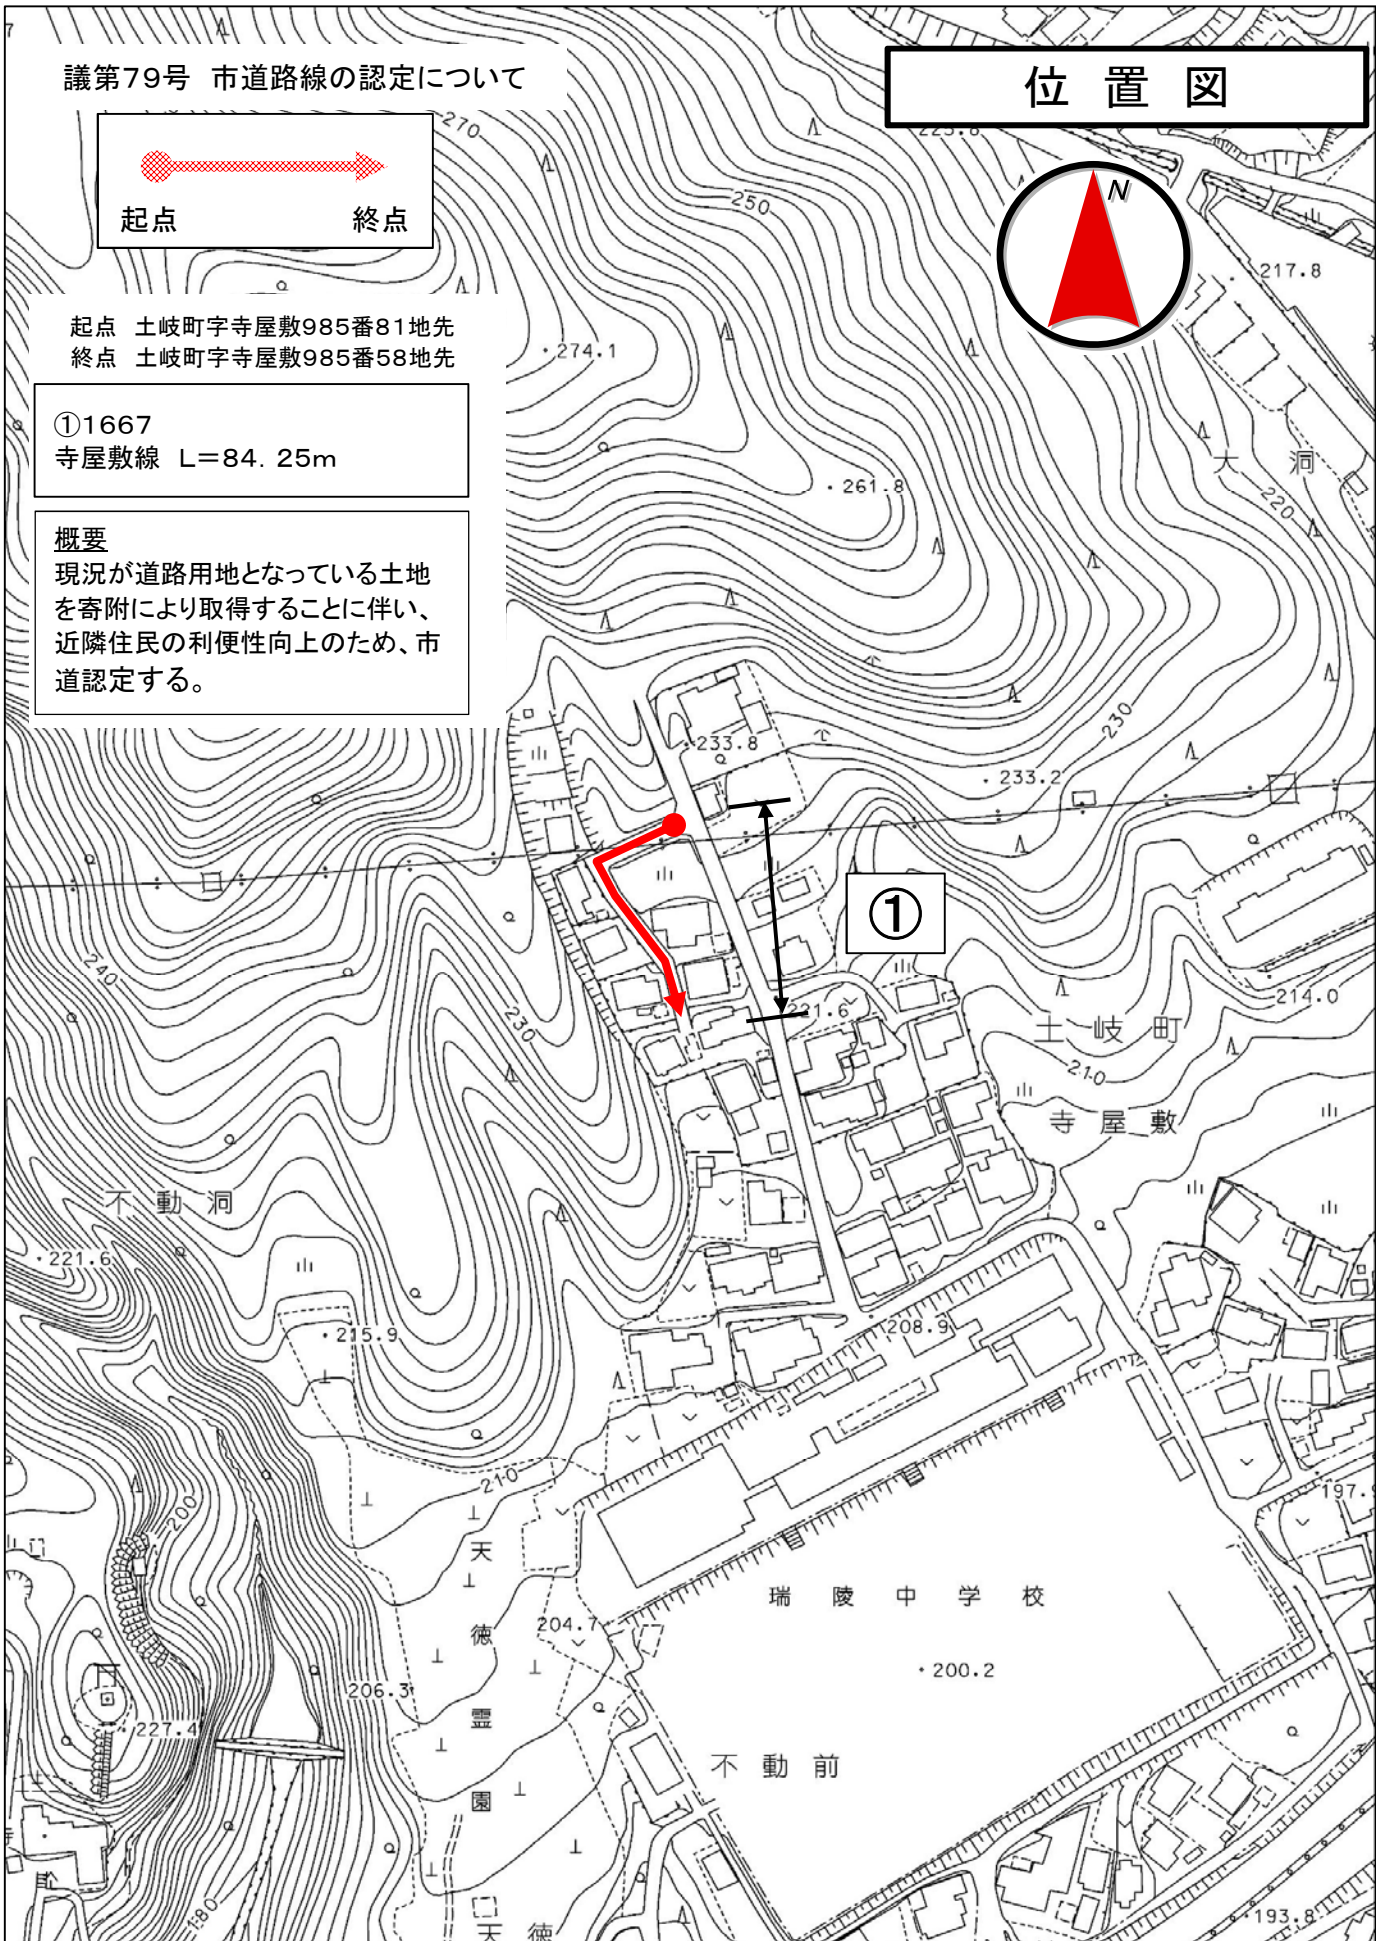 議第79号 市道路線の認定について
位 置 図
起点 終点
N
起点 土岐町字寺屋敷985番81地先
終点 土岐町字寺屋敷985番58地先
①1667
寺屋敷線 L=84.25m
概要
現況が道路用地となっている土地
を寄附により取得することに伴い、
近隣住民の利便性向上のため、市
道認定する。
270
225.8
250
217.8
274.1
大 洞
261.8
220
230
233.8
233.2
①
240
230
221.6
214.0
土 岐 町
210
寺 屋 敷
不 動 洞
221.6
215.9
208.9
210
200
197.9
天 徳 霊 園
瑞 陵 中 学 校
204.7
200.2
206.3
227.4
不 動 前
180
天 徳
193.8